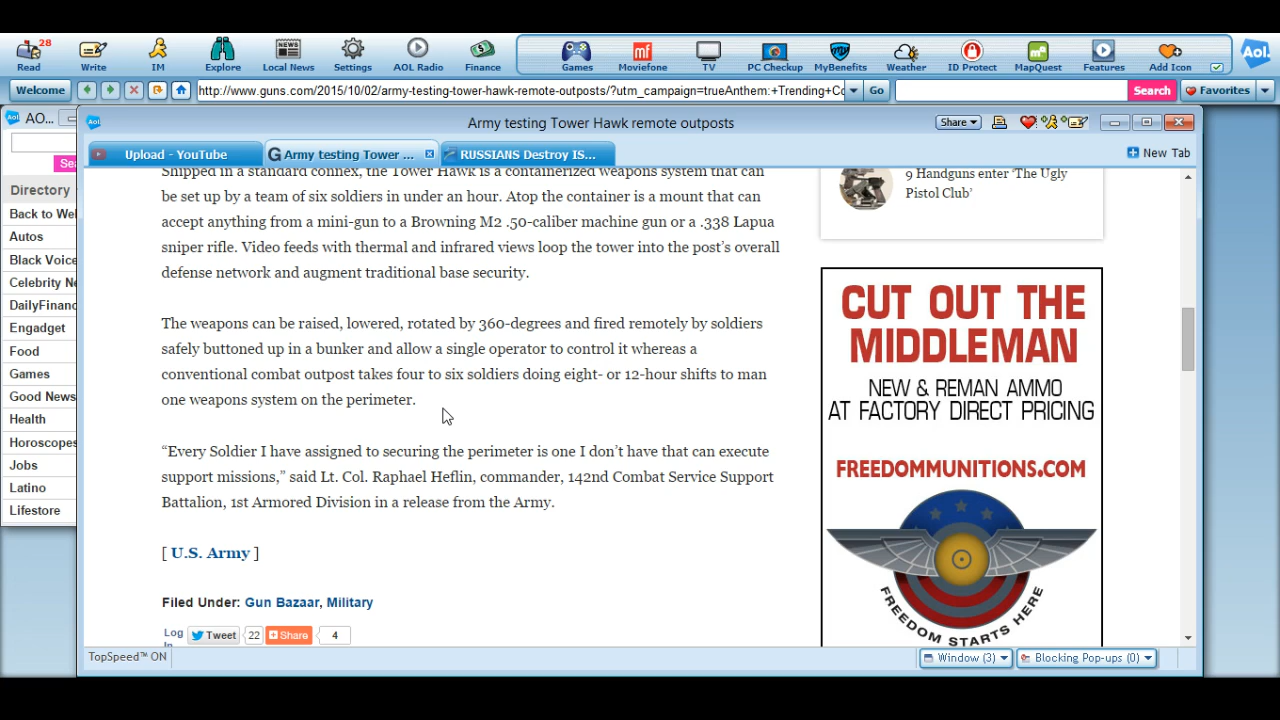 28
Read
Write
IM
Explore
NEWS
Local News
Settings
AOL Radio
Finance
Games
mf
Moviefone
TV
PC Checkup
MyBenefits
Weather
ID Protect
mq
MapQuest
Features
Add Icon
Aol.
Welcome
http://www.guns.com/2015/10/02/army-testing-tower-hawk-remote-outposts/?utm_campaign=trueAnthem:+Trending+Cc
Go
Search
Favorites
AO...
Aol.
Army testing Tower Hawk remote outposts
Share
Upload - YouTube
G Army testing Tower ...
RUSSIANS Destroy IS...
New Tab
Sea
Directory
Back to Wel
Autos
Black Voice
Celebrity Ne
DailyFinanc
Engadget
Food
Games
Good News
Health
Horoscopes
Jobs
Latino
Lifestore
Shipped in a standard connex, the Tower Hawk is a containerized weapons system that can
be set up by a team of six soldiers in under an hour. Atop the container is a mount that can
accept anything from a mini-gun to a Browning M2 .50-caliber machine gun or a .338 Lapua
sniper rifle. Video feeds with thermal and infrared views loop the tower into the post’s overall
defense network and augment traditional base security.
The weapons can be raised, lowered, rotated by 360-degrees and fired remotely by soldiers
safely buttoned up in a bunker and allow a single operator to control it whereas a
conventional combat outpost takes four to six soldiers doing eight- or 12-hour shifts to man
one weapons system on the perimeter.
“Every Soldier I have assigned to securing the perimeter is one I don’t have that can execute
support missions,” said Lt. Col. Raphael Heflin, commander, 142nd Combat Service Support
Battalion, 1st Armored Division in a release from the Army.
[ U.S. Army ]
Filed Under: Gun Bazaar, Military
Log
In
Tweet
22
Share
4
9 Handguns enter ‘The Ugly
Pistol Club’
CUT OUT THE
MIDDLEMAN
NEW & REMAN AMMO
AT FACTORY DIRECT PRICING
FREEDOMMUNITIONS.COM
FREEDOM STARTS HERE
TopSpeed™ ON
Window (3)
Blocking Pop-ups (0)